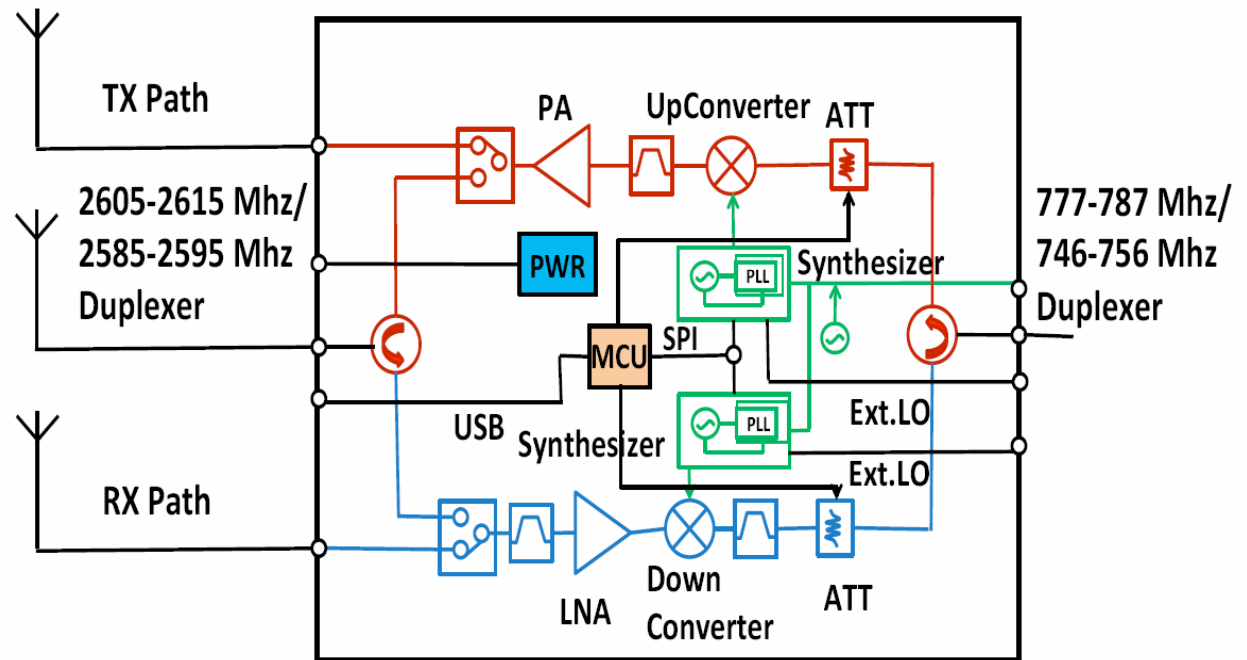 TX Path
PA
UpConverter
ATT
2605-2615 Mhz/
2585-2595 Mhz
Duplexer
777-787 Mhz/
746-756 Mhz
Duplexer
PWR
PLL
Synthesizer
MCU
SPI
USB
Synthesizer
PLL
Ext.LO
Ext.LO
RX Path
LNA
Down
Converter
ATT